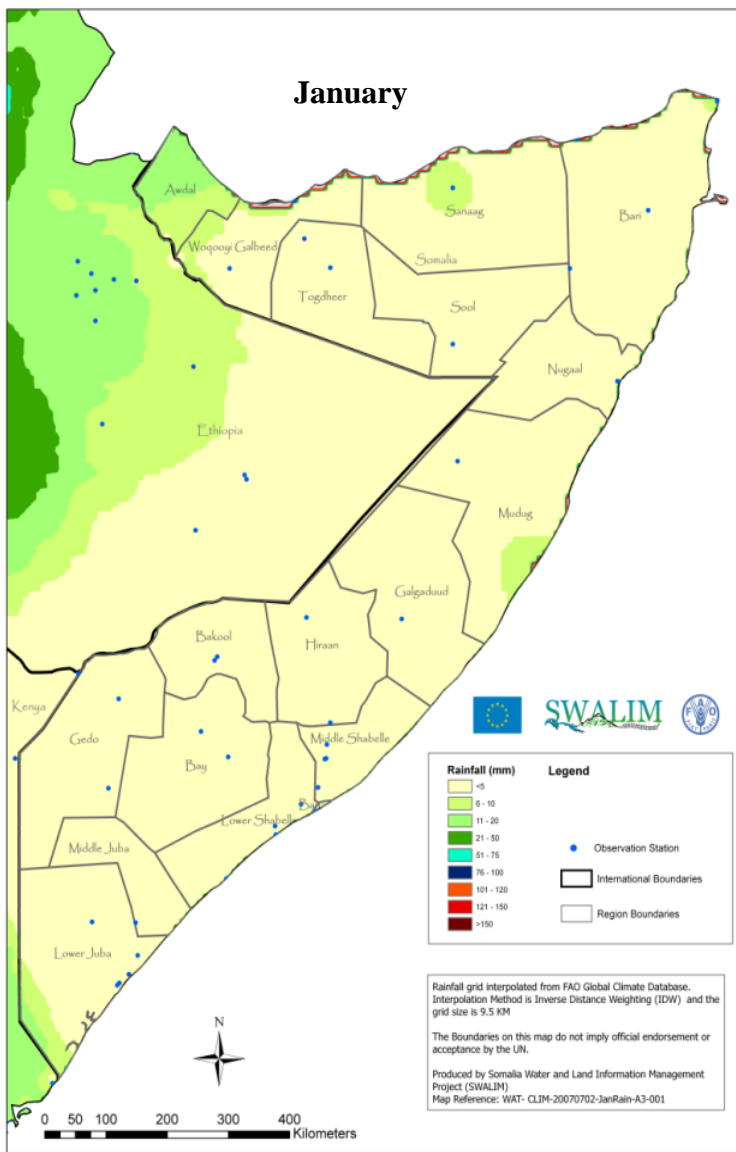 January
Awdal
Sanaag
Bari
Woqooyi Galbeed
Somalia
Togdheer
Sool
Nugaal
Ethiopia
Mudug
Galgaduud
Bakool
Hiraan
Kenya
Gedo
SWALIM
FAO
FIAT PANIS
Middle Shabelle
Bay
Lower Shabelle
Middle Juba
Lower Juba
Rainfall (mm)
Legend
<5
6 - 10
11 - 20
21 - 50
51 - 75
76 - 100
101 - 120
121 - 150
>150
Observation Station
International Boundaries
Region Boundaries
Rainfall grid interpolated from FAO Global Climate Database.
Interpolation Method is Inverse Distance Weighting (IDW) and the
grid size is 9.5 KM
The Boundaries on this map do not imply official endorsement or
acceptance by the UN.
Produced by Somalia Water and Land Information Management
Project (SWALIM)
Map Reference: WAT- CLIM-20070702-JanRain-A3-001
N
0 50 100 200 300 400
Kilometers